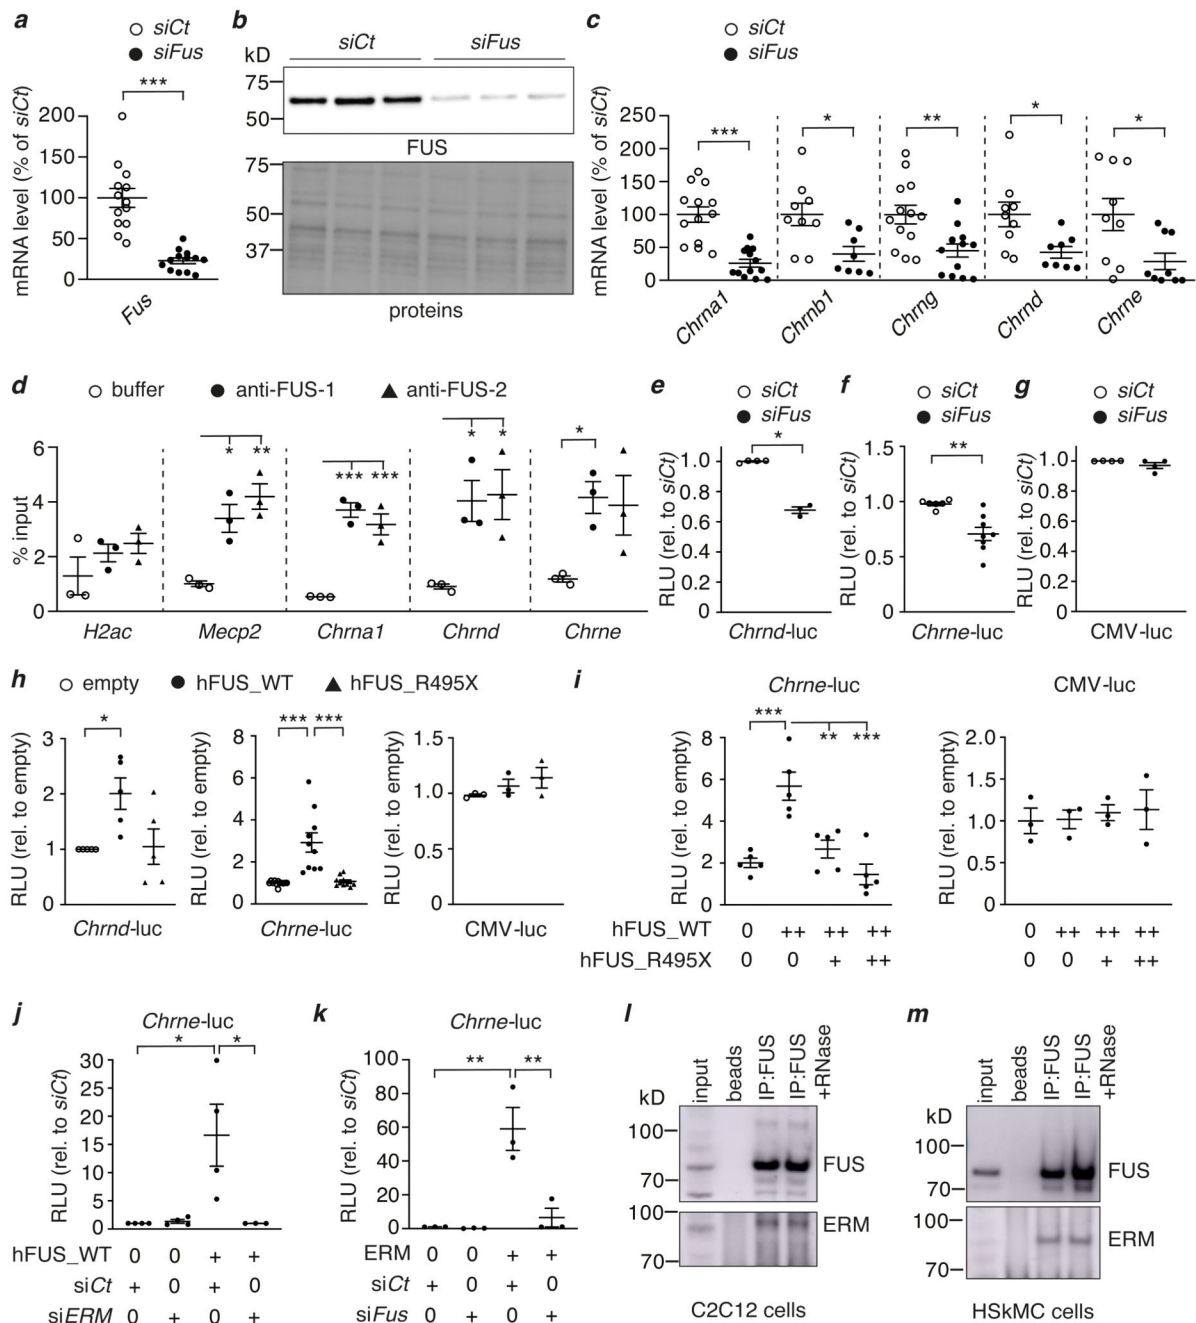 a
siCt
siFus
***
mRNA level (% of siCt)
200
150
100
50
0
Fus
b
kD
siCt
siFus
75
50
FUS
75
50
37
proteins
c
siCt
siFus
mRNA level (% of siCt)
250
200
150
100
50
0
*** * ** * *
Chrna1 Chrnb1 Chrng Chrnd Chrne
d
buffer anti-FUS-1 anti-FUS-2
% input
6
4
2
0
* ** *** *** * * *
H2ac Mecp2 Chrna1 Chrnd Chrne
e
siCt
siFus
RLU (rel. to siCt)
*
1.0
0.8
0.6
0.4
0.2
0
Chrnd-luc
f
siCt
siFus
RLU (rel. to siCt)
**
1.5
1.0
0.5
0
Chrne-luc
g
siCt
siFus
RLU (rel. to siCt)
1.0
0.8
0.6
0.4
0.2
0
CMV-luc
h
empty hFUS_WT hFUS_R495X
RLU (rel. to empty)
*
3
2
1
0
Chrnd-luc
RLU (rel. to empty)
*** ***
8
6
4
2
0
Chrne-luc
RLU (rel. to empty)
1.5
1.0
0.5
0
CMV-luc
i
Chrne-luc
RLU (rel. to empty)
*** ** ***
8
6
4
2
0
hFUS_WT 0 ++ ++ ++
hFUS_R495X 0 0 + ++
CMV-luc
RLU (rel. to empty)
2.0
1.5
1.0
0.5
0
0 ++ ++ ++
0 0 + ++
j
Chrne-luc
RLU (rel. to siCt)
* *
30
25
20
15
10
5
0
hFUS_WT 0 0 + +
siCt + 0 + 0
siERM 0 + 0 +
k
Chrne-luc
RLU (rel. to siCt)
** **
100
80
60
40
20
0
ERM 0 0 + +
siCt + 0 + 0
siFus 0 + 0 +
l
kD
input
beads
IP:FUS
IP:FUS
+RNase
100
70
FUS
100
70
ERM
C2C12 cells
m
kD
input
beads
IP:FUS
IP:FUS
+RNase
100
70
FUS
100
70
ERM
HSkMC cells